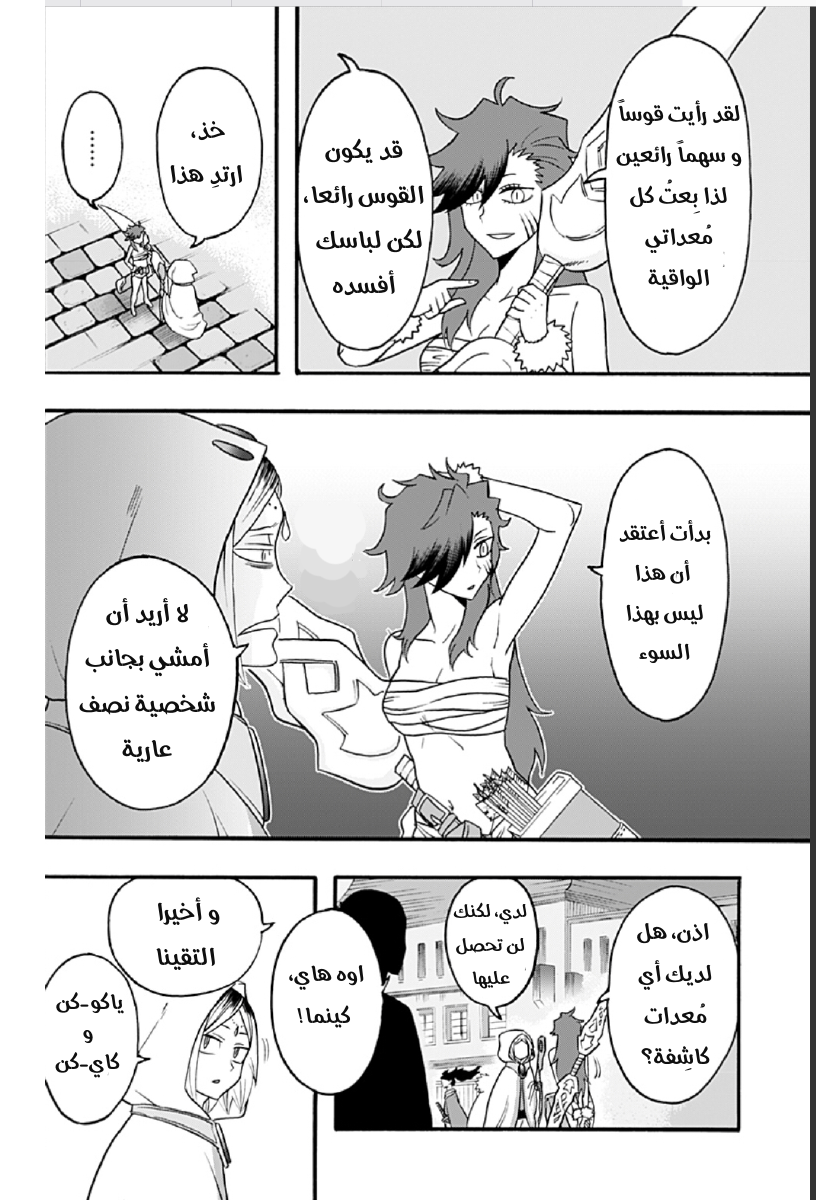 لقد رأيت قوساً
و سهماً رائعين
لذا بِعتُ كل
مُعداتي
الواقية
قد يكون
القوس رائعا،
لكن لباسك
أفسده
خذ،
ارتدِ هذا
......
بدأت أعتقد
أن هذا
ليس بهذا
السوء
لا أريد أن
أمشي بجانب
شخصية نصف
عارية
اذن، هل
لديك أي
مُعدات
كاشِفة؟
لدي، لكنك
لن تحصل
عليها
اوه هاي،
كينما!
و أخيرا
التقينا
ياكو-كن
و
كاي-كن